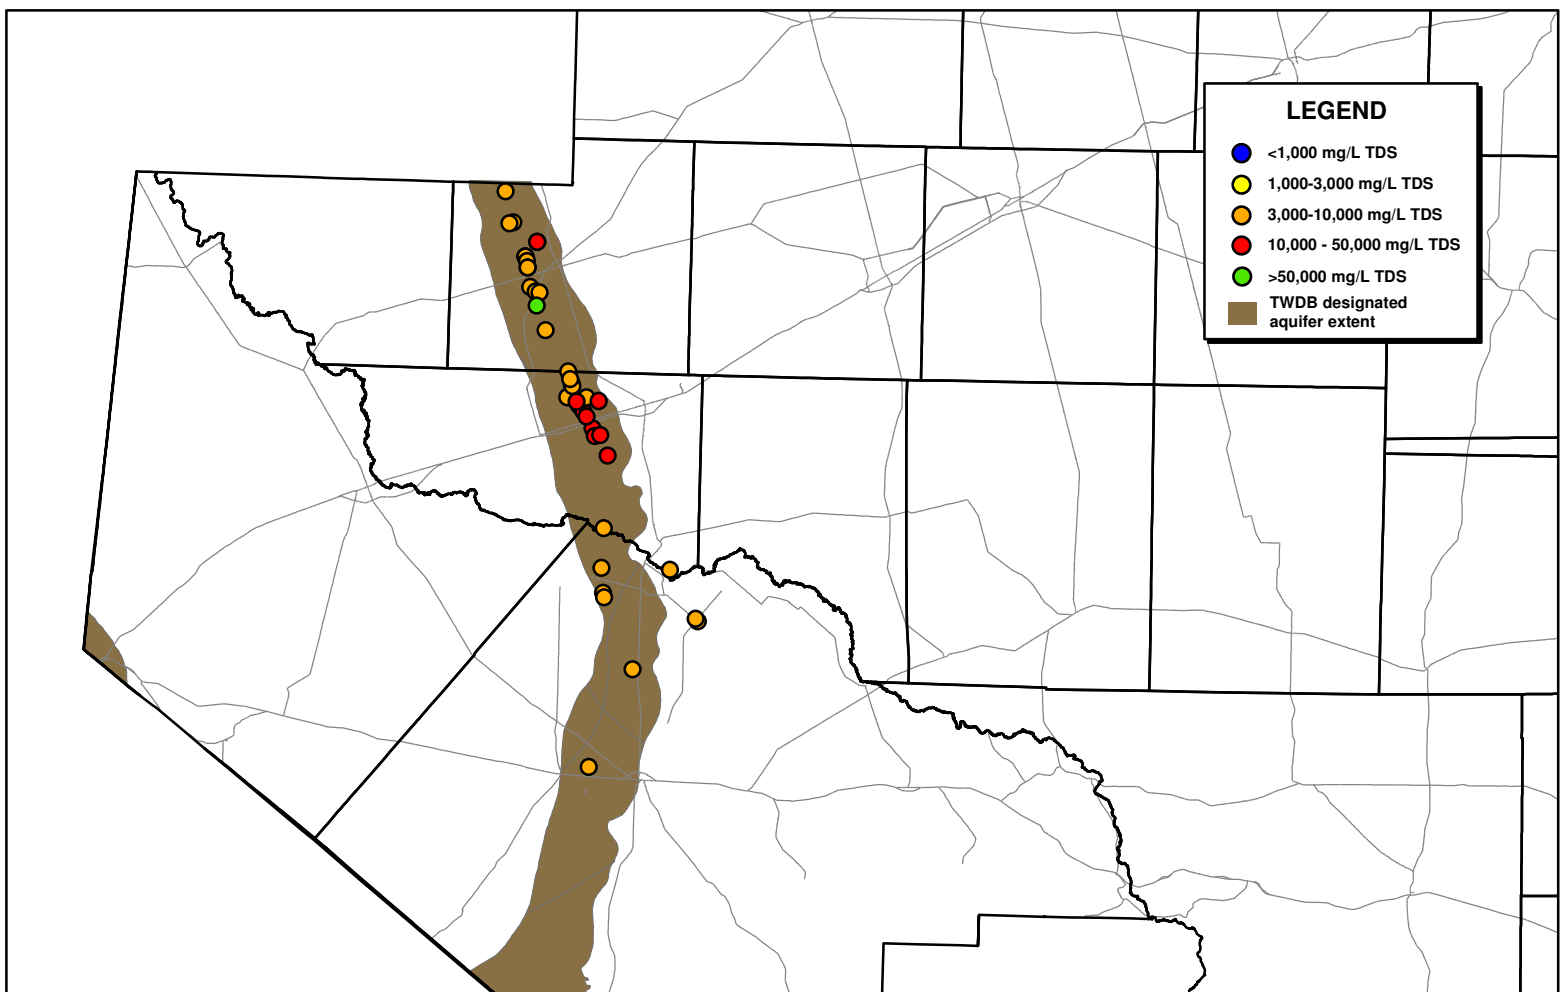 LEGEND
<1,000 mg/L TDS
1,000-3,000 mg/L TDS
3,000-10,000 mg/L TDS
10,000 - 50,000 mg/L TDS
>50,000 mg/L TDS
TWDB designated
aquifer extent